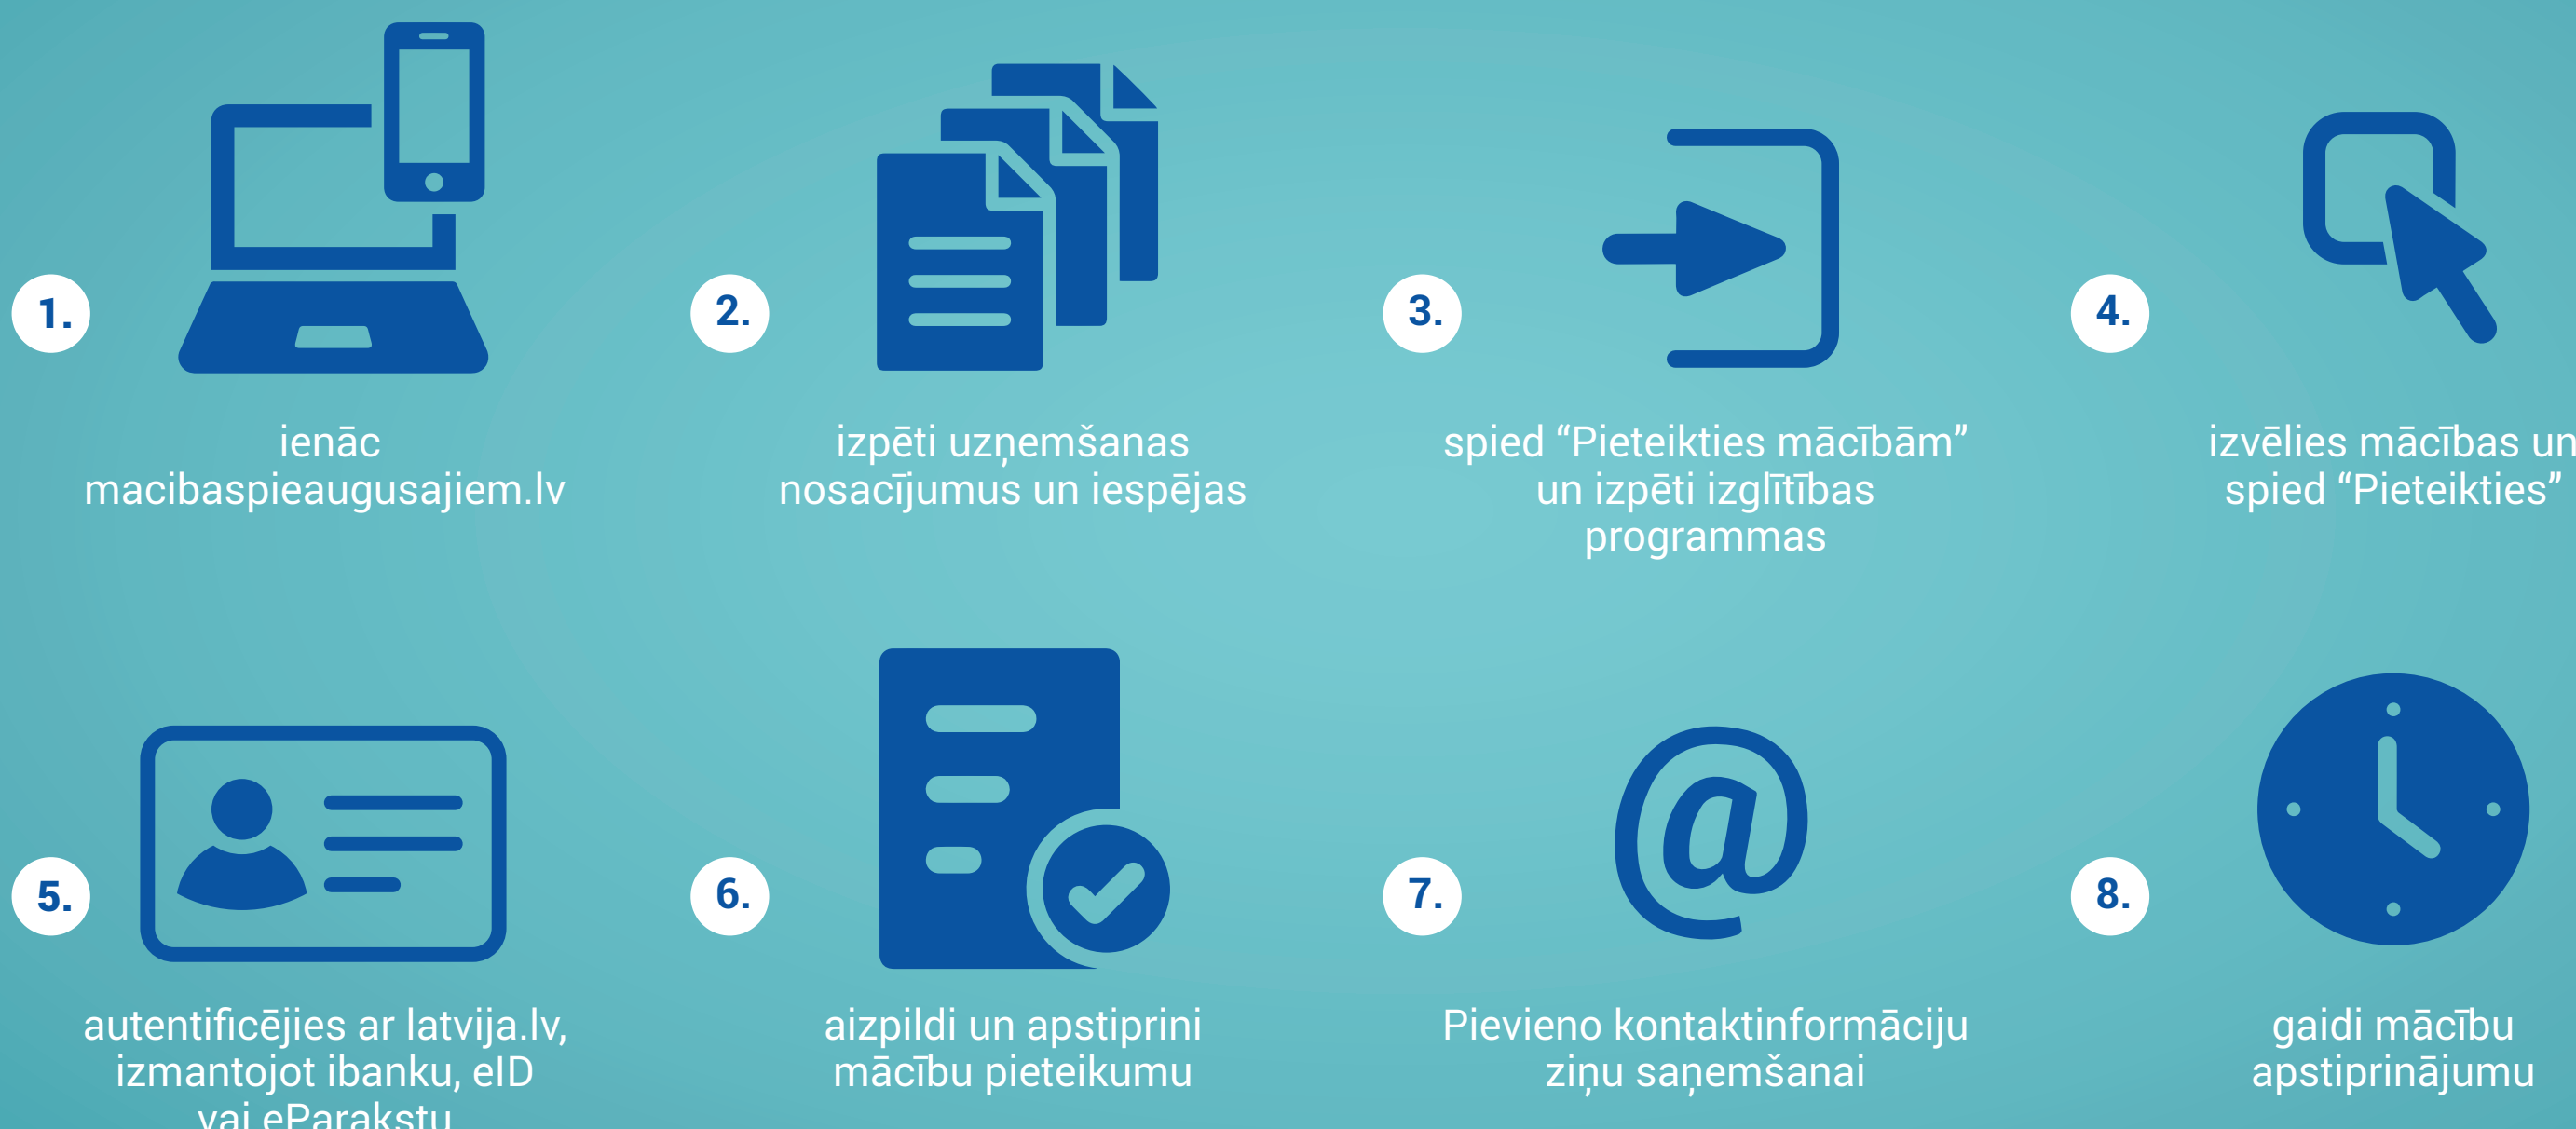 1.
ienāc
macibaspieaugusajiem.lv
2.
izpēti uzņemšanas
nosacījumus un iespējas
3.
spied “Pieteikties mācībām”
un izpēti izglītības
programmas
4.
izvēlies mācības un
spied “Pieteikties”
5.
autentificējies ar latvija.lv,
izmantojot ibanku, eID
vai eParakstu
6.
aizpildi un apstiprini
mācību pieteikumu
7.
@
Pievieno kontaktinformāciju
ziņu saņemšanai
8.
gaidi mācību
apstiprinājumu